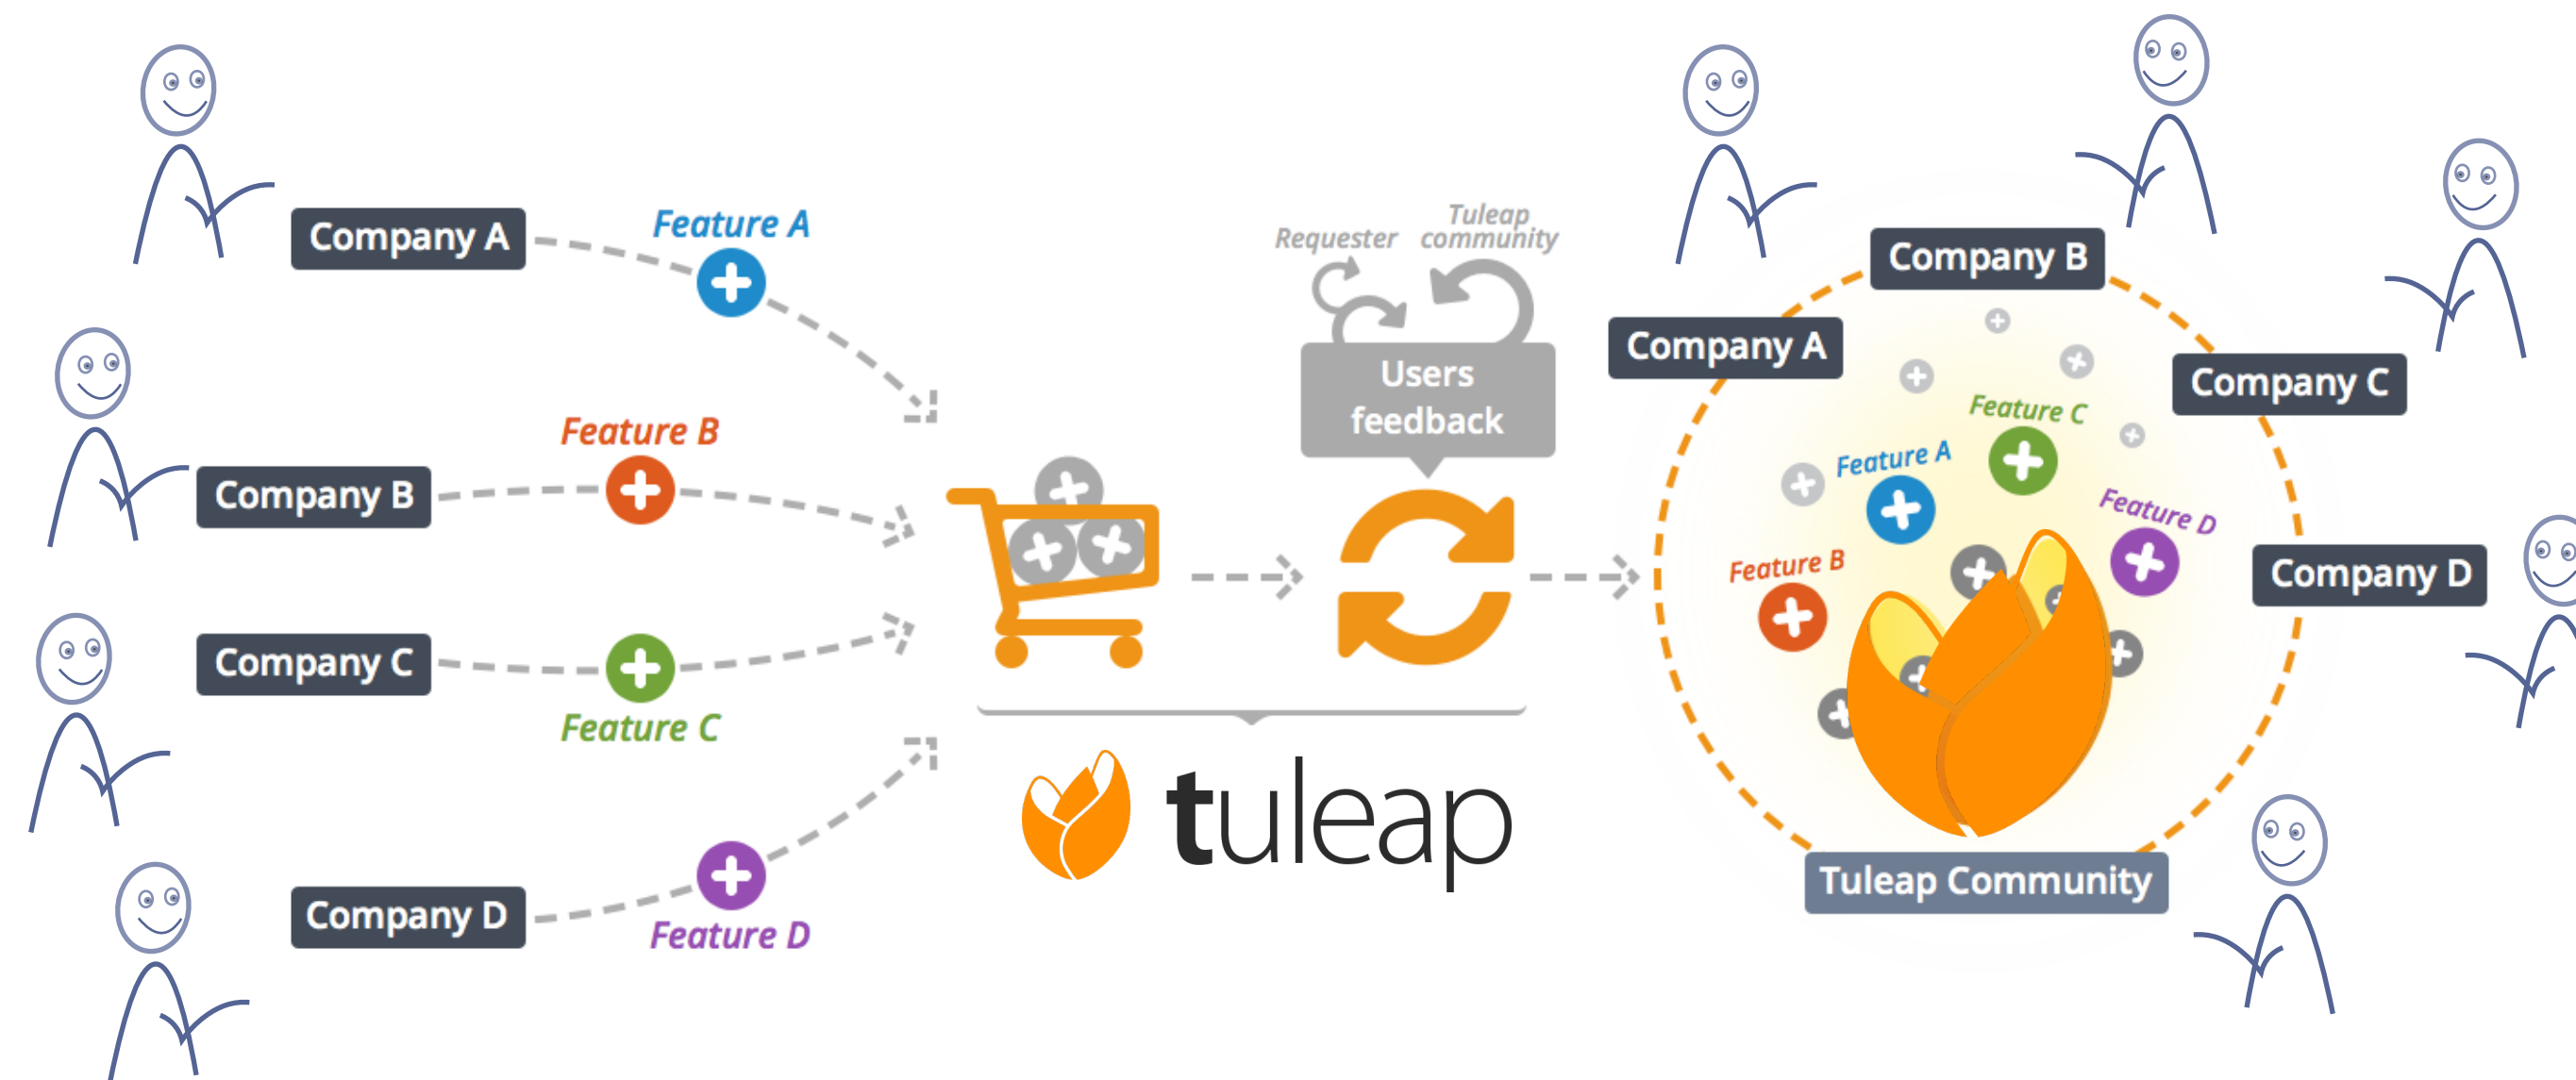 Company A
Feature A
Company B
Feature B
Company C
Feature C
Company D
Feature D
Requester
Tuleap
community
Users
feedback
tuleap
Company A
Company B
Company C
Company D
Feature C
Feature A
Feature D
Feature B
Tuleap Community